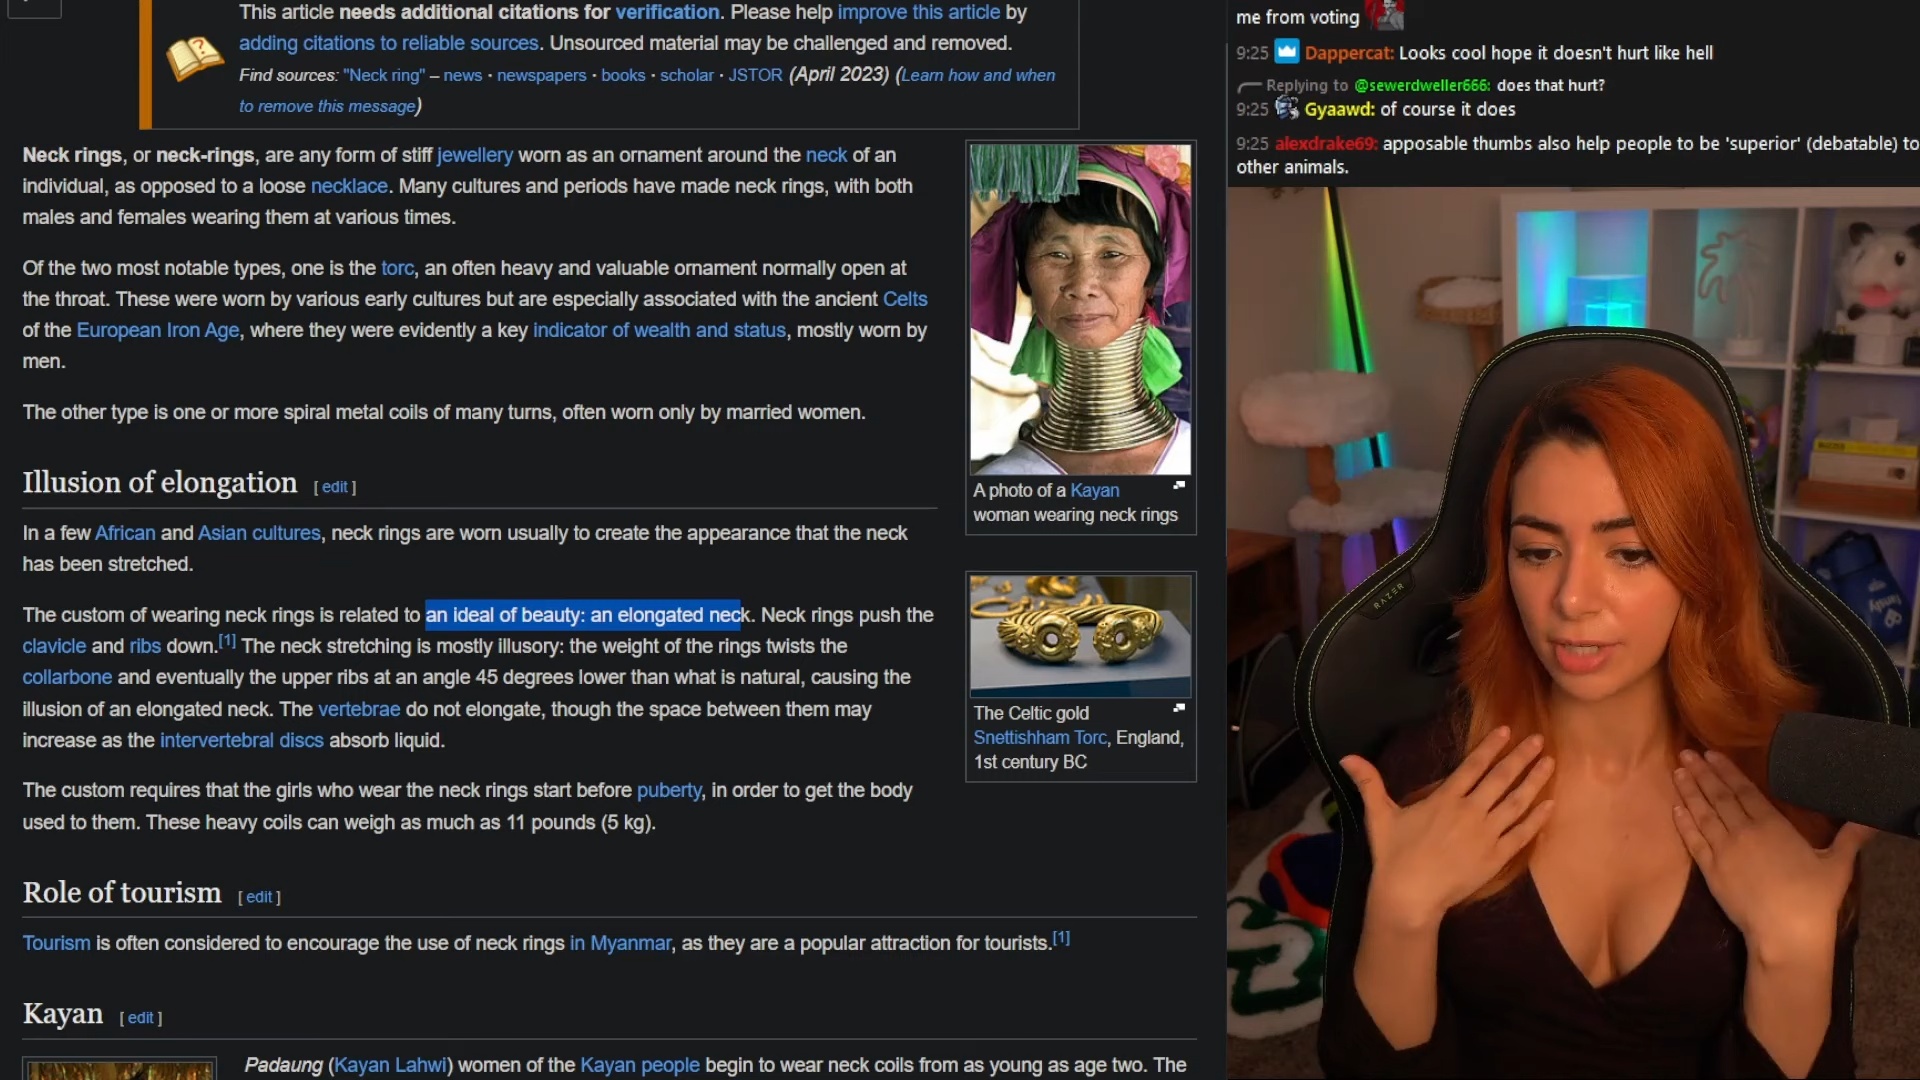 This article needs additional citations for verification. Please help improve this article by
adding citations to reliable sources. Unsourced material may be challenged and removed.
Find sources: "Neck ring" – news · newspapers · books · scholar · JSTOR (April 2023) (Learn how and when
to remove this message)
Neck rings, or neck-rings, are any form of stiff jewellery worn as an ornament around the neck of an
individual, as opposed to a loose necklace. Many cultures and periods have made neck rings, with both
males and females wearing them at various times.
Of the two most notable types, one is the torc, an often heavy and valuable ornament normally open at
the throat. These were worn by various early cultures but are especially associated with the ancient Celts
of the European Iron Age, where they were evidently a key indicator of wealth and status, mostly worn by
men.
The other type is one or more spiral metal coils of many turns, often worn only by married women.
A photo of a Kayan
woman wearing neck rings
Illusion of elongation [ edit ]
In a few African and Asian cultures, neck rings are worn usually to create the appearance that the neck
has been stretched.
The custom of wearing neck rings is related to an ideal of beauty: an elongated neck. Neck rings push the
clavicle and ribs down.[1] The neck stretching is mostly illusory: the weight of the rings twists the
collarbone and eventually the upper ribs at an angle 45 degrees lower than what is natural, causing the
illusion of an elongated neck. The vertebrae do not elongate, though the space between them may
increase as the intervertebral discs absorb liquid.
The Celtic gold
Snettishham Torc, England,
1st century BC
The custom requires that the girls who wear the neck rings start before puberty, in order to get the body
used to them. These heavy coils can weigh as much as 11 pounds (5 kg).
Role of tourism [ edit ]
Tourism is often considered to encourage the use of neck rings in Myanmar, as they are a popular attraction for tourists.[1]
Kayan [ edit ]
Padaung (Kayan Lahwi) women of the Kayan people begin to wear neck coils from as young as age two. The
me from voting
9:25 Dappercat: Looks cool hope it doesn't hurt like hell
Replying to @sewerdweller666: does that hurt?
9:25 Gyaawd: of course it does
9:25 alexdrake69: apposable thumbs also help people to be 'superior' (debatable) to
other animals.
RAZER
family